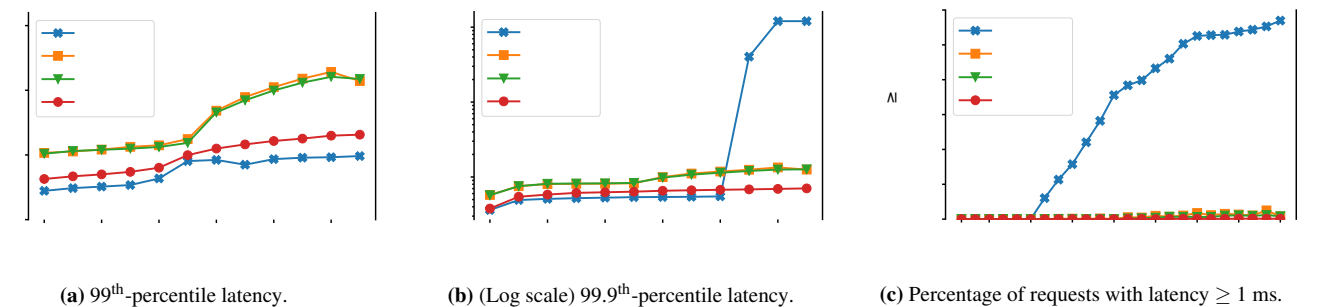 ≥
(a) 99th-percentile latency.
(b) (Log scale) 99.9th-percentile latency.
(c) Percentage of requests with latency ≥ 1 ms.